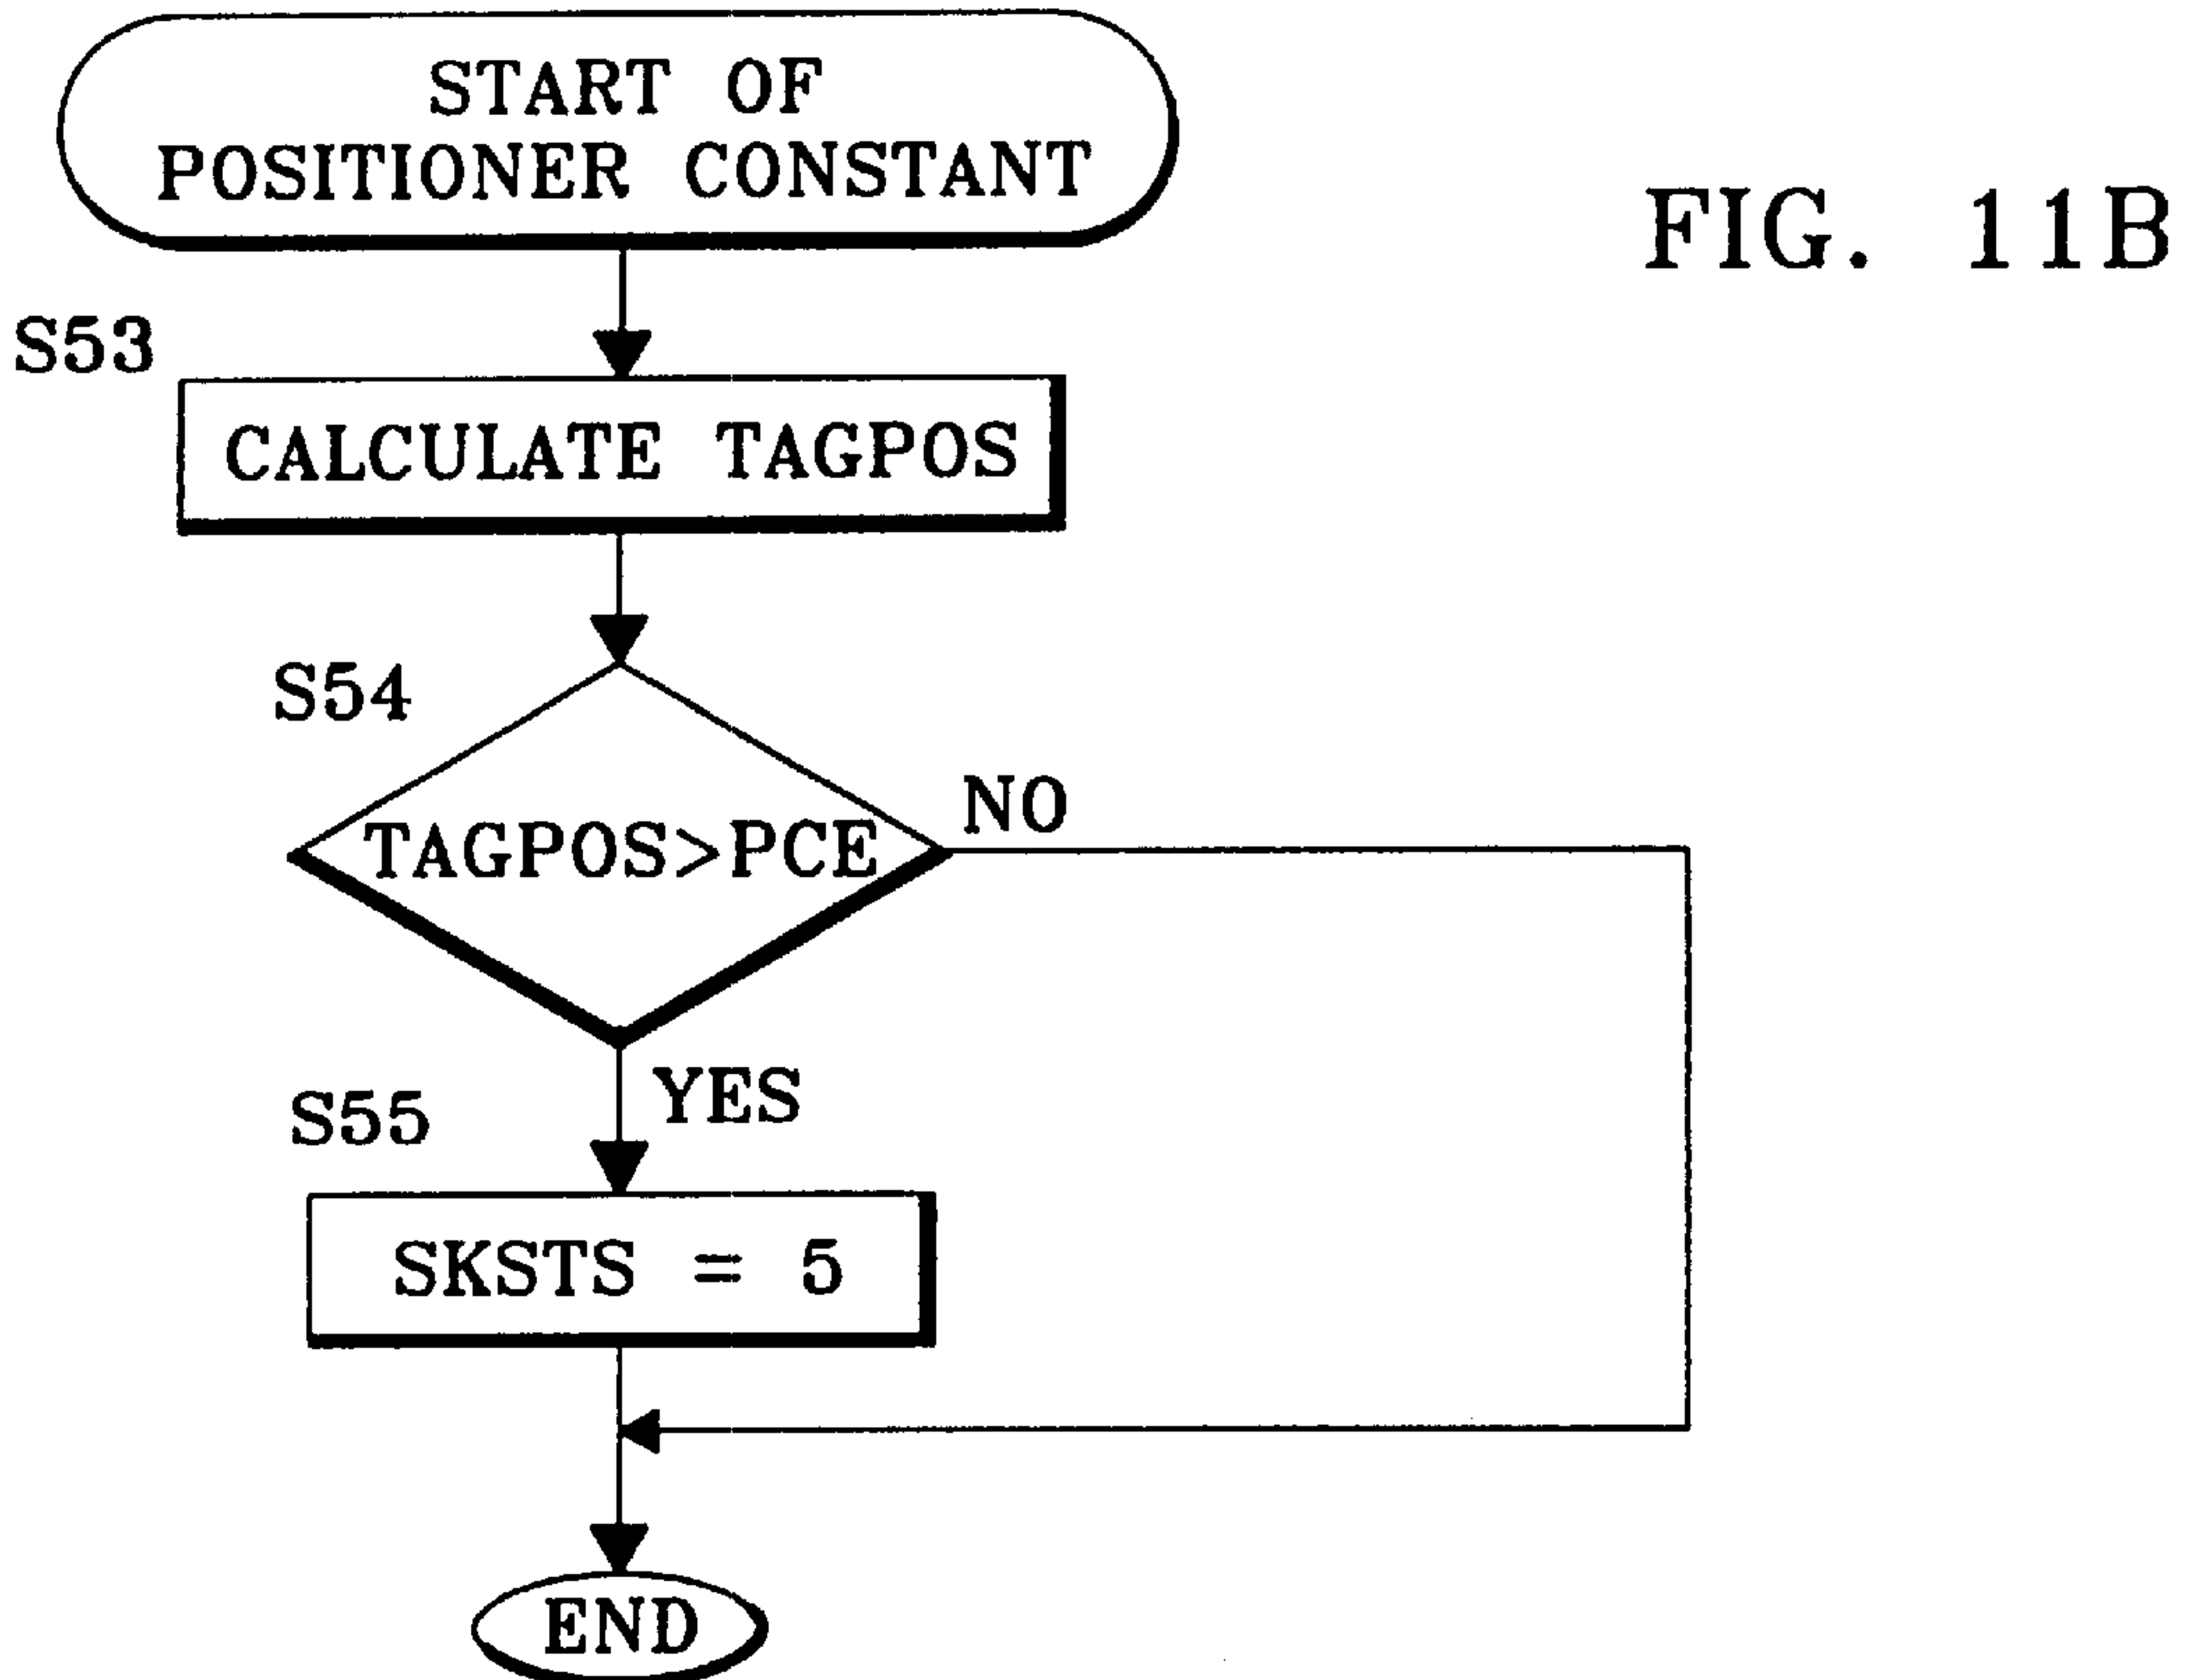 START OF
POSITIONER CONSTANT
FIG. 11B
S53
CALCULATE TAGPOS
S54
TAGPOS>PCE
NO
YES
S55
SKSTS = 5
END